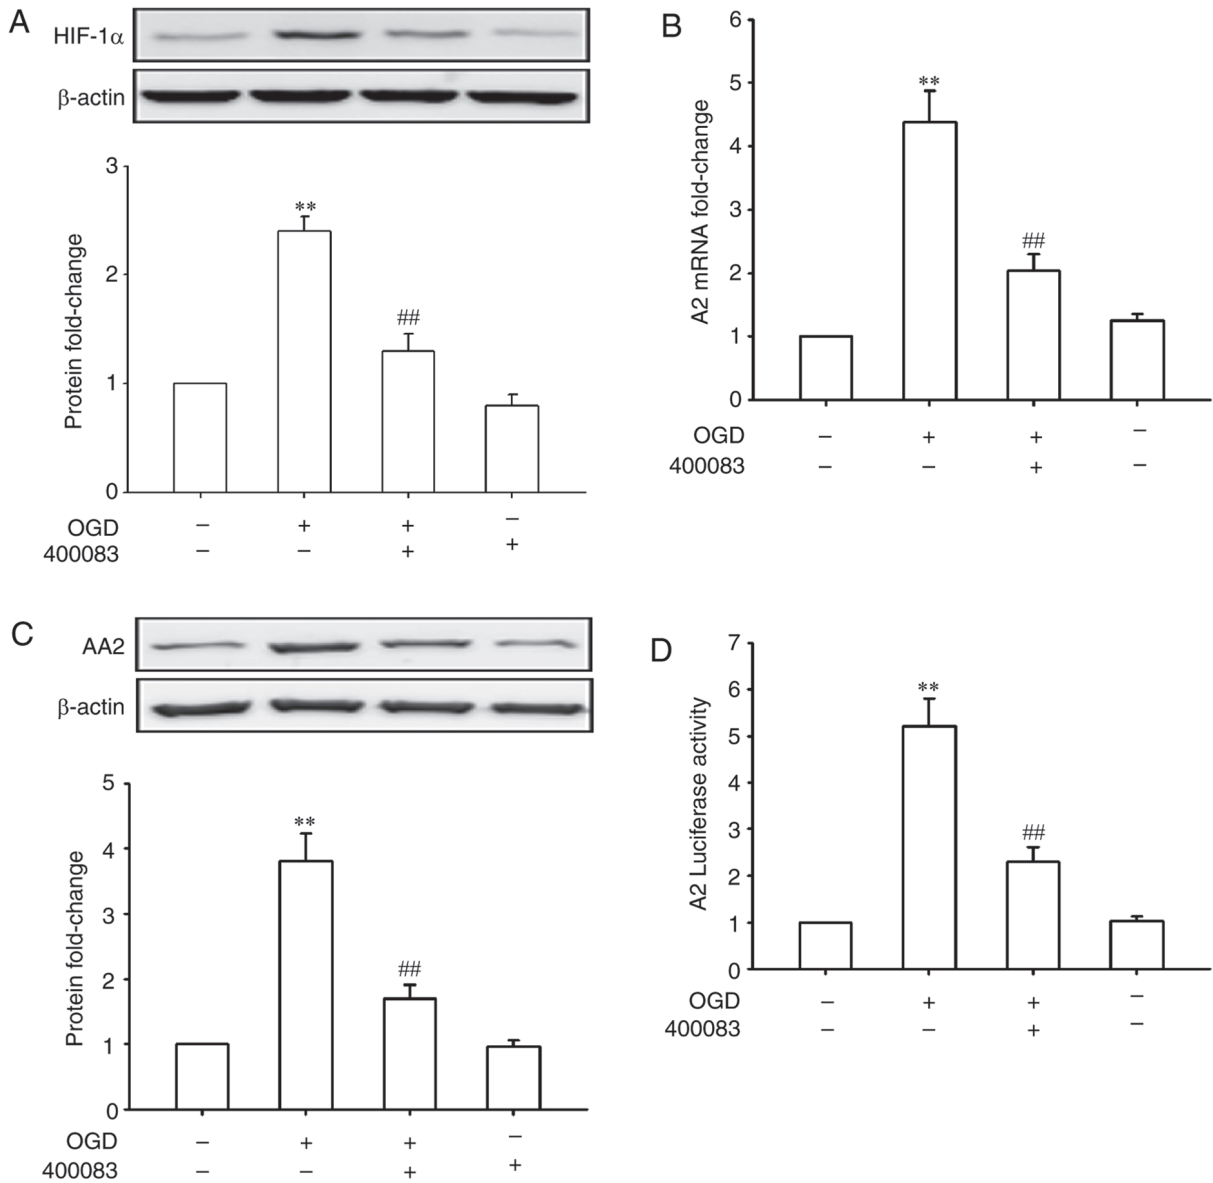 A
HIF-1α
β-actin
Protein fold-change
3
**
2
##
1
0
OGD − + + −
400083 − − + +
B
A2 mRNA fold-change
6
5
**
4
3
##
2
1
0
OGD − + + −
400083 − − + −
C
AA2
β-actin
Protein fold-change
5
**
4
3
##
2
1
0
OGD − + + −
400083 − − + +
D
A2 Luciferase activity
7
6
**
5
4
3
##
2
1
0
OGD − + + −
400083 − − + −